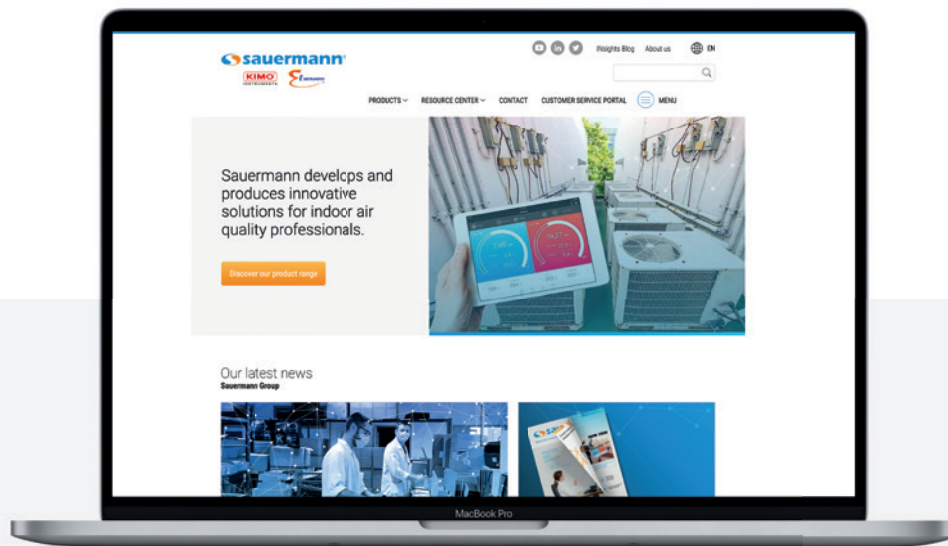 sauermann
INsights Blog About us EN
KIMO
INSTRUMENTS
PRODUCTS RESOURCE CENTER CONTACT CUSTOMER SERVICE PORTAL MENU
Sauermann develops and
produces innovative
solutions for indoor air
quality professionals.
Discover our product range
Our latest news
Sauermann Group
MacBook Pro